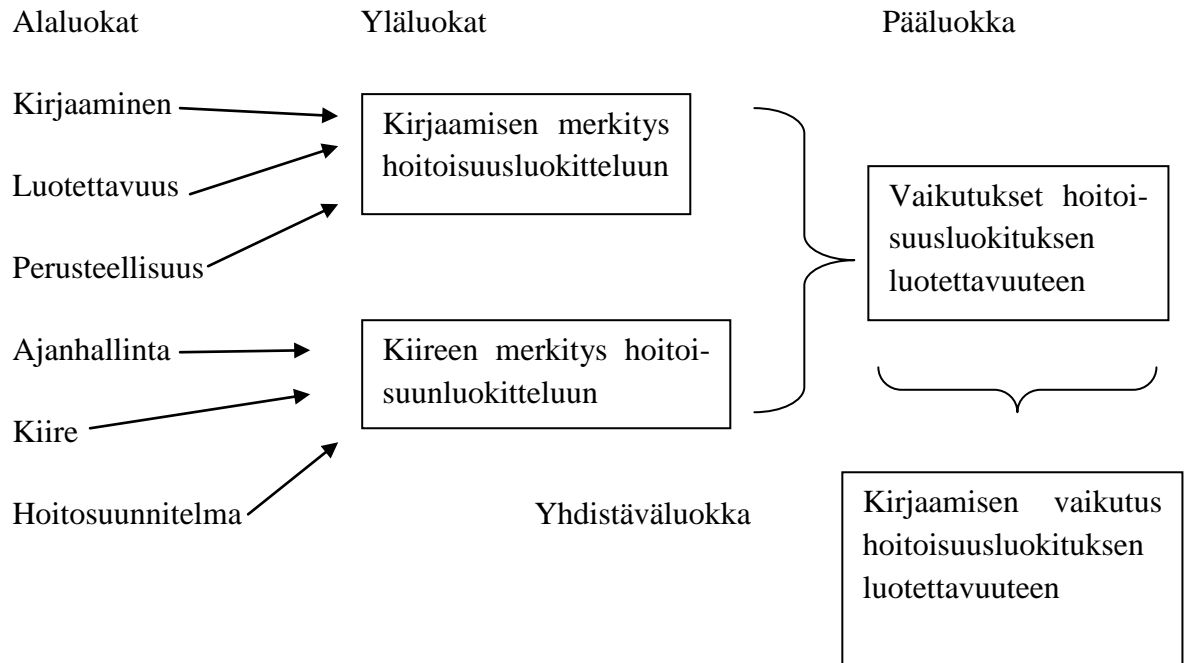 Alaluokat Yläluokat Pääluokka
Kirjaaminen
Kirjaamisen merkitys
hoitoisuusluokitteluun
Luotettavuus
Vaikutukset hoitoi-
suusluokituksen
luotettavuuteen
Perusteellisuus
Ajanhallinta
Kiireen merkitys hoitoi-
suunluokitteluun
Kiire
Hoitosuunnitelma
Yhdistäväluokka
Kirjaamisen vaikutus
hoitoisuusluokituksen
luotettavuuteen